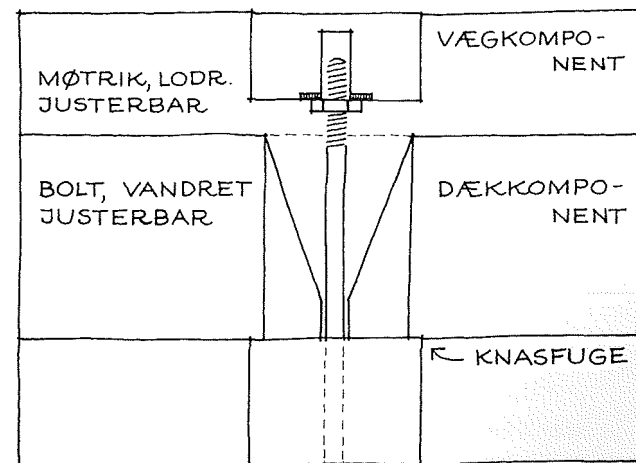 VÆGKOMPO-
NENT
MØTRIK, LODR.
JUSTERBAR
BOLT, VANDRET
JUSTERBAR
DÆKKOMPO-
NENT
KNASFUGE